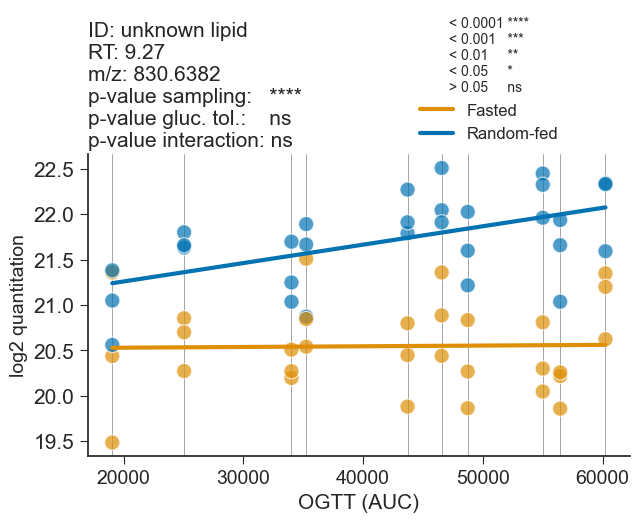 ID: unknown lipid
RT: 9.27
m/z: 830.6382
p-value sampling: ****
p-value gluc. tol.: ns
p-value interaction: ns
< 0.0001 ****
< 0.001 ***
< 0.01 **
< 0.05 *
> 0.05 ns
Fasted
Random-fed
22.5
22.0
21.5
21.0
20.5
20.0
19.5
log2 quantitation
20000 30000 40000 50000 60000
OGTT (AUC)